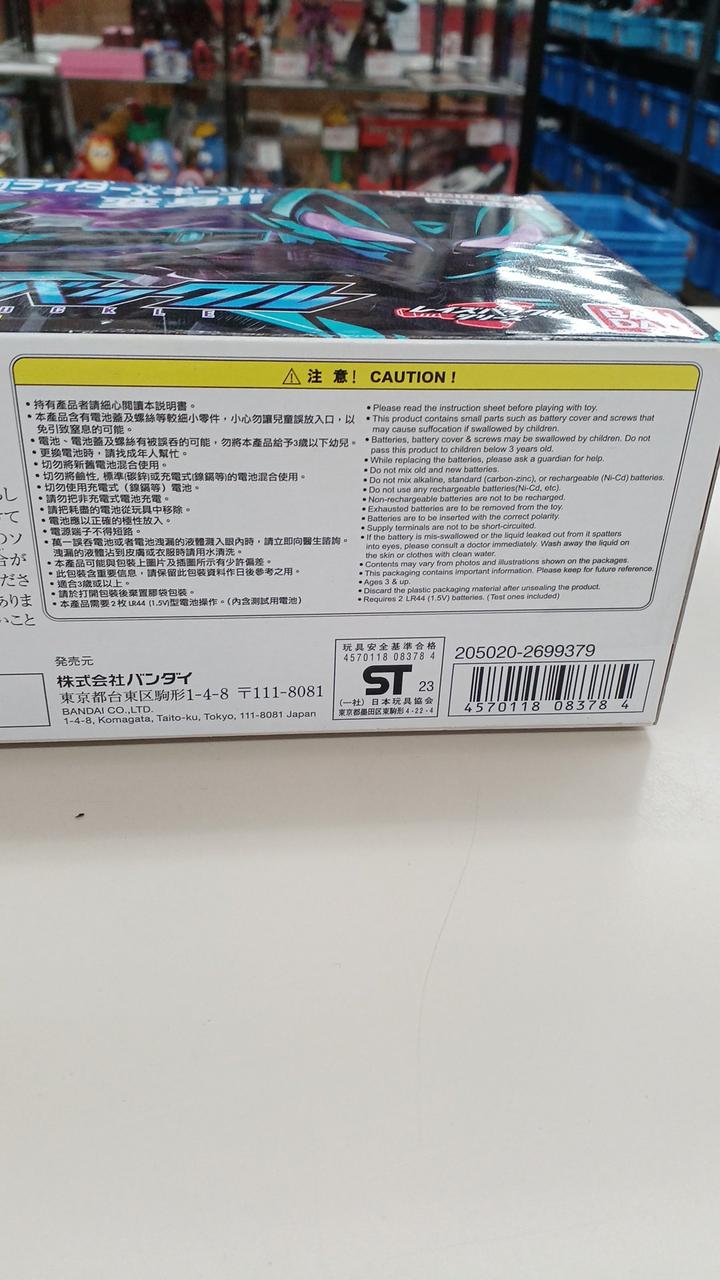 バックル
UCKLE
BAN
DAI
注 意! CAUTION !
•持有產品者請細心閲讀本説明書。
•本產品含有電池蓋及螺絲等較細小零件,小心勿讓兒童誤放入口,以
免引致窒息的可能。
•電池、電池蓋及螺絲有被誤吞的可能,勿將本產品給予3歲以下幼兒。
•更換電池時,請找成年人幫忙。
•切勿將新舊電池混合使用。
•切勿將鹼性,標準(碳鋅)或充電式(鎳鎘等)的電池混合使用。
•切勿使用充電式(鎳鎘等)電池。
•請勿把非充電式電池充電。
•請把耗盡的電池從玩具中移除。
•電池應以正確的極性放入。
•電源端子不得短路。
•萬一誤吞電池或者電池洩漏的液體濺入眼內時,請立即向醫生諮詢。
洩漏的液體沾到皮膚或衣服時請用水清洗。
•本產品可能與包裝上圖片及插圖所示有少許偏差。
•此包裝含重要信息,請保留此包裝資料作日後參考之用。
•適合3歲或以上。
•請於打開包裝後棄置膠袋包裝。
•本產品需要2枚 LR44 (1.5V)型電池操作。(內含測試用電池)
•Please read the instruction sheet before playing with toy.
•This product contains small parts such as battery cover and screws that
may cause suffocation if swallowed by children.
•Batteries, battery cover & screws may be swallowed by children. Do not
pass this product to children below 3 years old.
•While replacing the batteries, please ask a guardian for help.
•Do not mix old and new batteries.
•Do not mix alkaline, standard (carbon-zinc), or rechargeable (Ni-Cd) batteries.
•Do not use any rechargeable batteries(Ni-Cd, etc).
•Non-rechargeable batteries are not to be recharged.
•Exhausted batteries are to be removed from the toy.
•Batteries are to be inserted with the correct polarity.
•Supply terminals are not to be short-circuited.
•If the battery is mis-swallowed or the liquid leaked out from it spatters
into eyes, please consult a doctor immediately. Wash away the liquid on
the skin or clothes with clean water.
•Contents may vary from photos and illustrations shown on the packages.
•This packaging contains important information. Please keep for future reference.
•Ages 3 & up.
•Discard the plastic packaging material after unsealing the product.
•Requires 2 LR44 (1.5V) batteries. (Test ones included)
発売元
株式会社バンダイ
東京都台東区駒形1-4-8 〒111-8081
BANDAI CO.,LTD.
1-4-8, Komagata, Taito-ku, Tokyo, 111-8081 Japan
玩具安全基準合格
4570118 08378 4
ST 23
(一社)日本玩具協会
東京都墨田区東駒形4-22-4
205020-2699379
4570118 08378 4